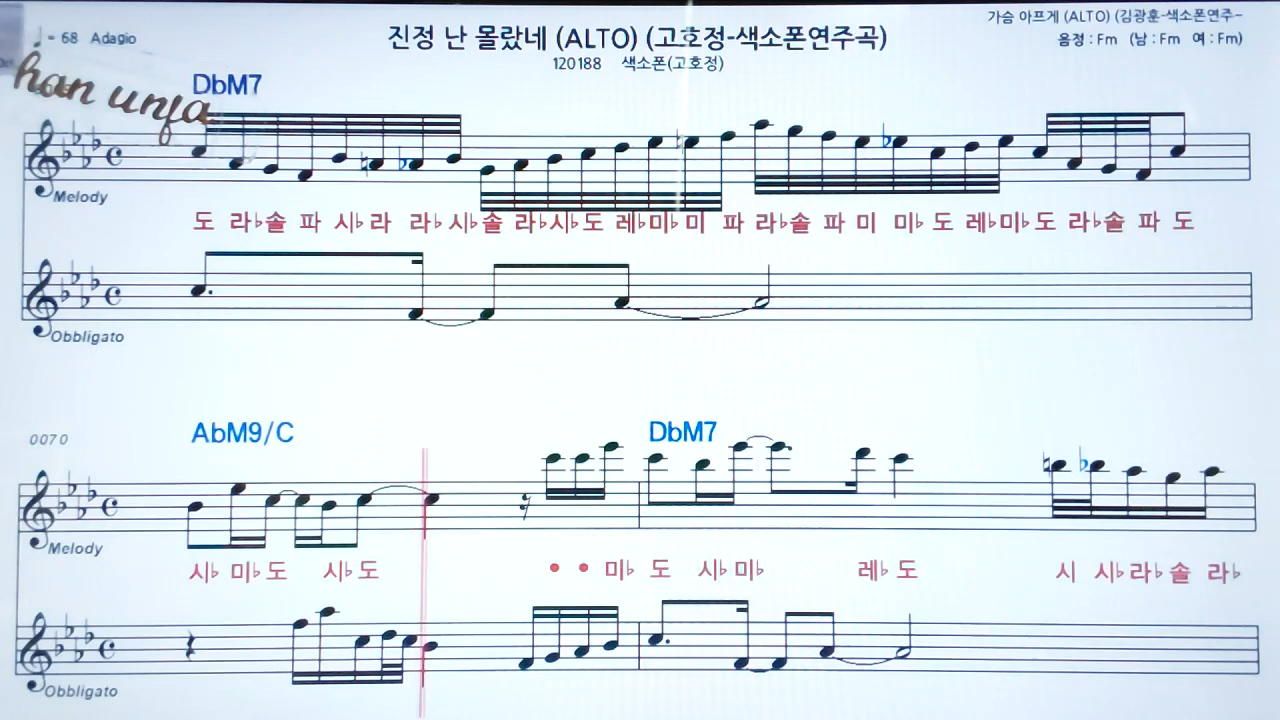 가슴 아프게 (ALTO) (김광훈-색소폰연주-
♩ = 68 Adagio
진정 난 몰랐네 (ALTO) (고호정-색소폰연주곡)
음정 : Fm (남 : Fm 여 : Fm)
120188 색소폰(고호정)
han unja
DbM7
Melody
도 라♭ 솔 파 시♭ 라 라♭ 시♭ 솔 라♭ 시♭ 도 레♭ 미♭ 미 파 라♭ 솔 파 미 미♭ 도 레♭ 미♭ 도 라♭ 솔 파 도
Obbligato
0070
AbM9/C DbM7
Melody
시♭ 미♭ 도 시♭ 도 • • 미♭ 도 시♭ 미♭ 레♭ 도 시 시♭ 라♭ 솔 라♭
Obbligato